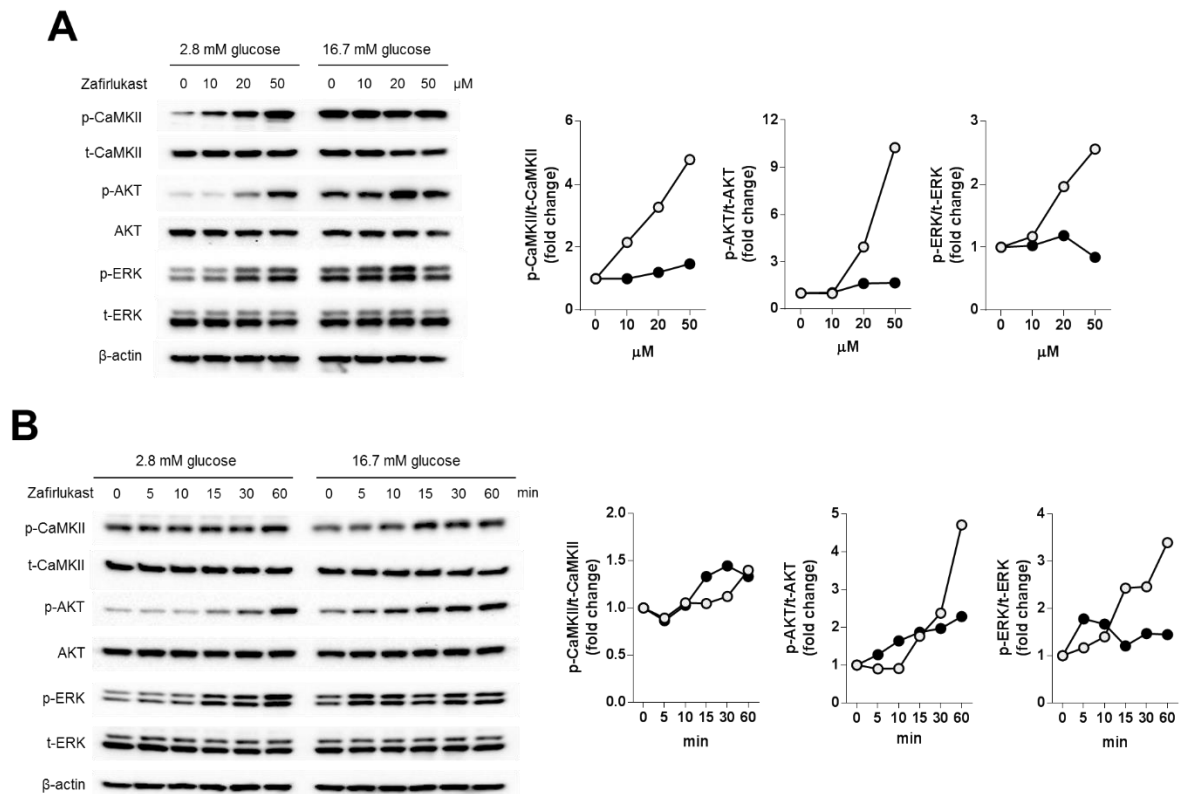 A
2.8 mM glucose 16.7 mM glucose
Zafirlukast 0 10 20 50 0 10 20 50 μM
p-CaMKII
t-CaMKII
p-AKT
AKT
p-ERK
t-ERK
β-actin
p-CaMKII/t-CaMKII
(fold change)
6
4
2
0
0 10 20 50
μM
p-AKT/t-AKT
(fold change)
12
9
6
3
0
0 10 20 50
μM
p-ERK/t-ERK
(fold change)
3
2
1
0
0 10 20 50
μM
B
2.8 mM glucose 16.7 mM glucose
Zafirlukast 0 5 10 15 30 60 0 5 10 15 30 60 min
p-CaMKII
t-CaMKII
p-AKT
AKT
p-ERK
t-ERK
β-actin
p-CaMKII/t-CaMKII
(fold change)
2.0
1.5
1.0
0.5
0.0
0 5 10 15 30 60
min
p-AKT/t-AKT
(fold change)
5
4
3
2
1
0
0 5 10 15 30 60
min
p-ERK/t-ERK
(fold change)
4
3
2
1
0
0 5 10 15 30 60
min